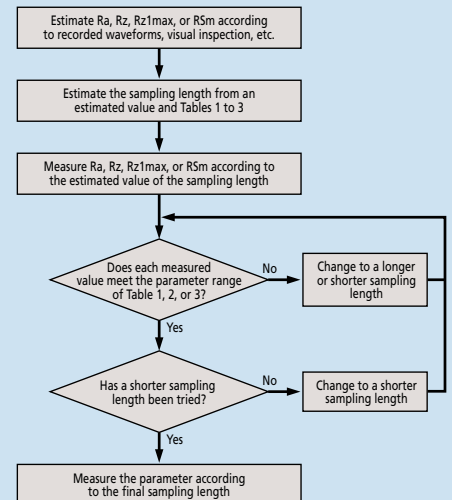 Estimate Ra, Rz, Rz1max, or RSm according
to recorded waveforms, visual inspection, etc.
Estimate the sampling length from an
estimated value and Tables 1 to 3
Measure Ra, Rz, Rz1max, or RSm according to
the estimated value of the sampling length
Does each measured
value meet the parameter range
of Table 1, 2, or 3?
No
Change to a longer
or shorter sampling
length
Yes
Has a shorter sampling
length been tried?
No
Change to a shorter
sampling length
Yes
Measure the parameter according
to the final sampling length